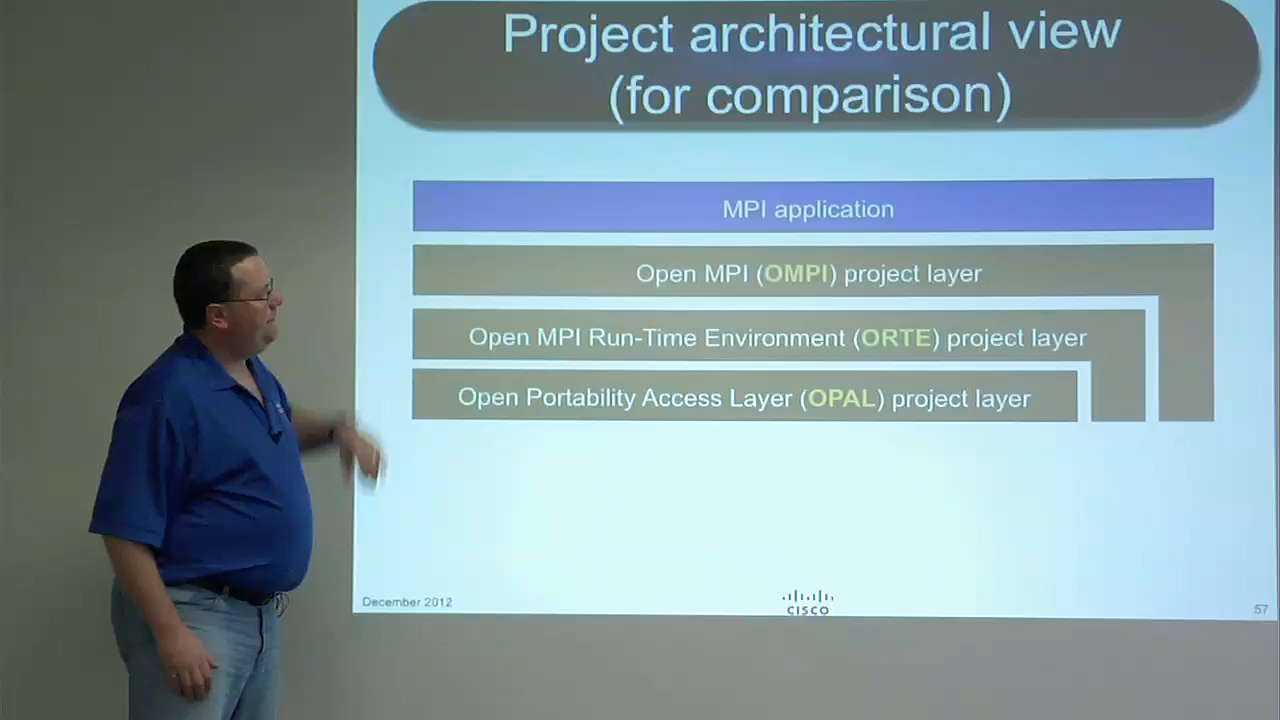 Project architectural view
(for comparison)
MPI application
Open MPI (OMPI) project layer
Open MPI Run-Time Environment (ORTE) project layer
Open Portability Access Layer (OPAL) project layer
December 2012
CISCO
57